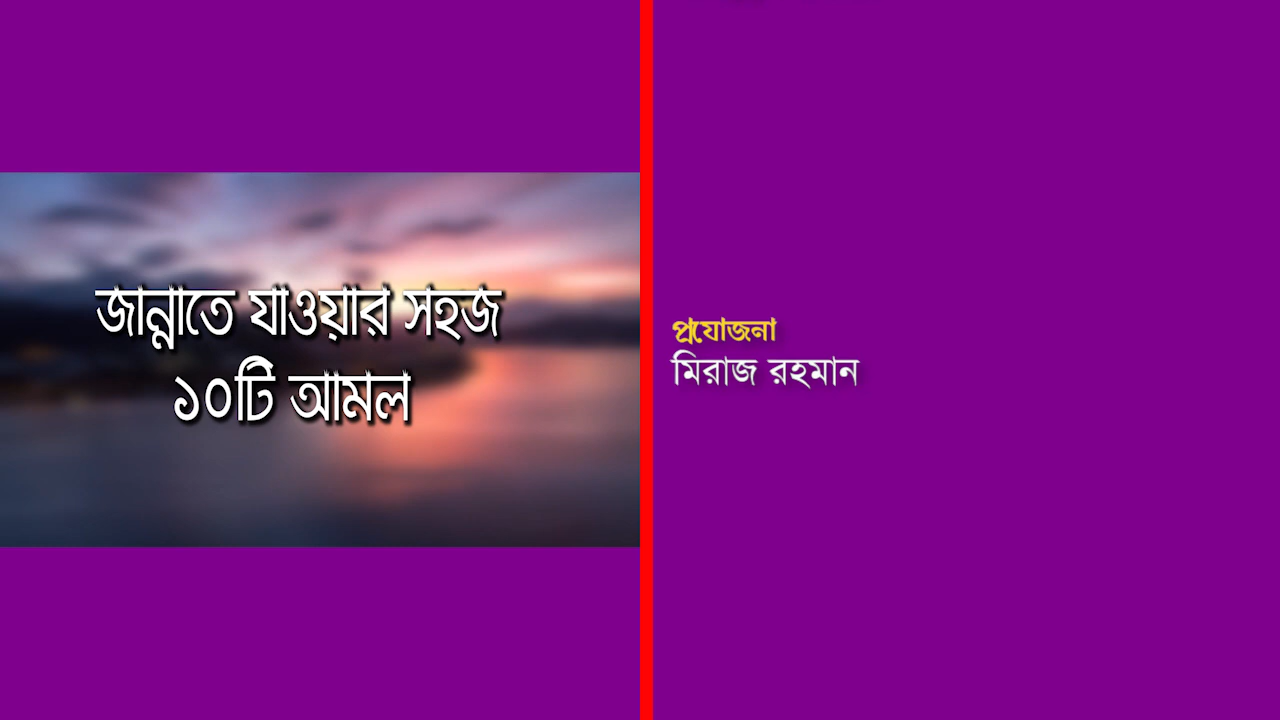 জান্নাতে যাওয়ার সহজ
১০টি আমল
প্রযোজনা
মিরাজ রহমান